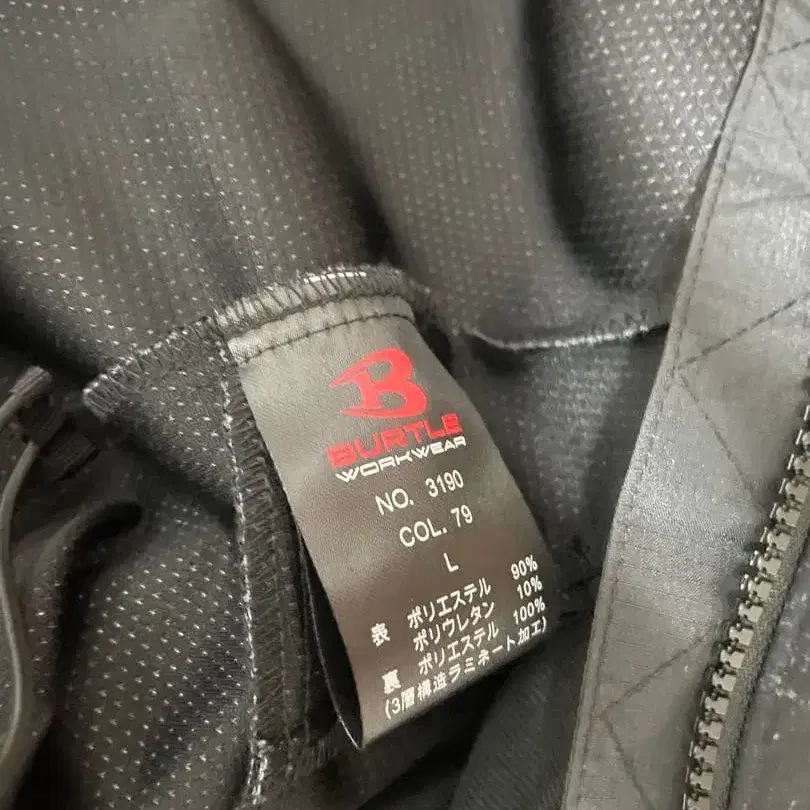 B
BURTLE
WORKWEAR
NO. 3190
COL. 79
L
表 ポリエステル 90%
ポリウレタン 10%
裏 ポリエステル 100%
(3層構造ラミネート加工)